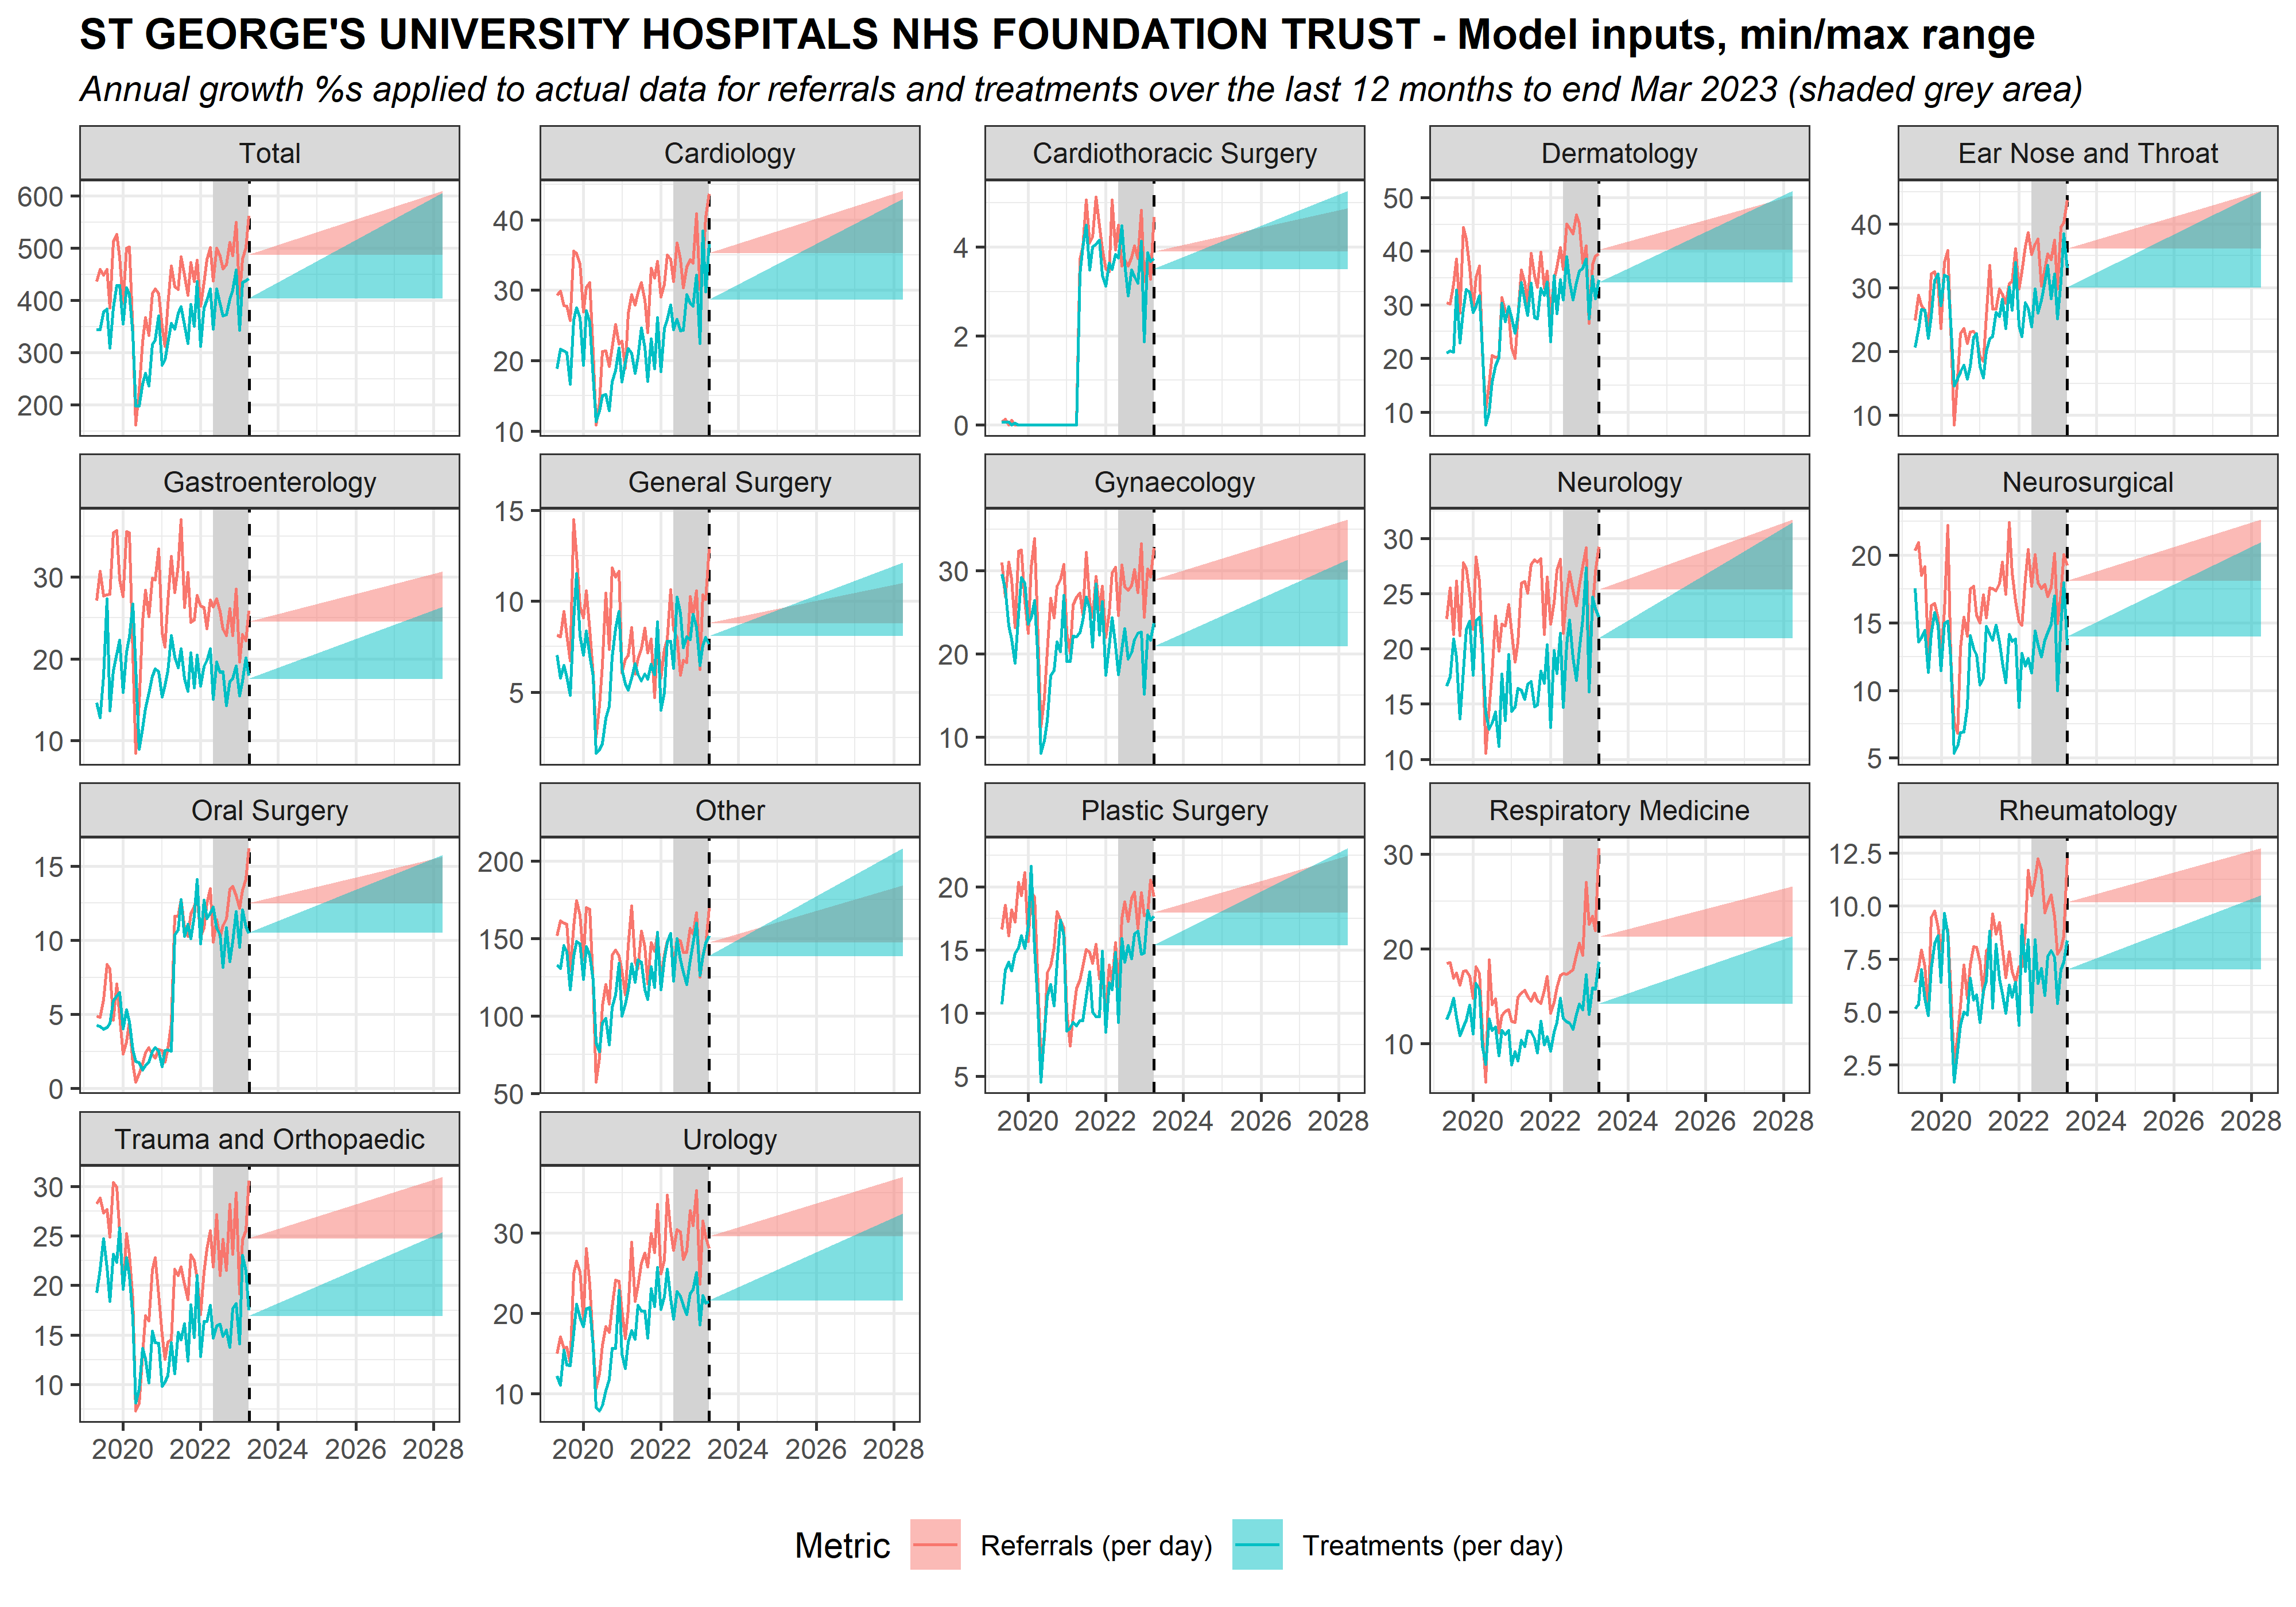 ST GEORGE'S UNIVERSITY HOSPITALS NHS FOUNDATION TRUST - Model inputs, min/max range
Annual growth %s applied to actual data for referrals and treatments over the last 12 months to end Mar 2023 (shaded grey area)
Total
600
500
400
300
200
Cardiology
40
30
20
10
Cardiothoracic Surgery
4
2
0
Dermatology
50
40
30
20
10
Ear Nose and Throat
40
30
20
10
Gastroenterology
30
20
10
General Surgery
15
10
5
Gynaecology
30
20
10
Neurology
30
25
20
15
10
Neurosurgical
20
15
10
5
Oral Surgery
15
10
5
0
Other
200
150
100
50
Plastic Surgery
20
15
10
5
2020 2022 2024 2026 2028
Respiratory Medicine
30
20
10
2020 2022 2024 2026 2028
Rheumatology
12.5
10.0
7.5
5.0
2.5
2020 2022 2024 2026 2028
Trauma and Orthopaedic
30
25
20
15
10
2020 2022 2024 2026 2028
Urology
30
20
10
2020 2022 2024 2026 2028
Metric Referrals (per day) Treatments (per day)